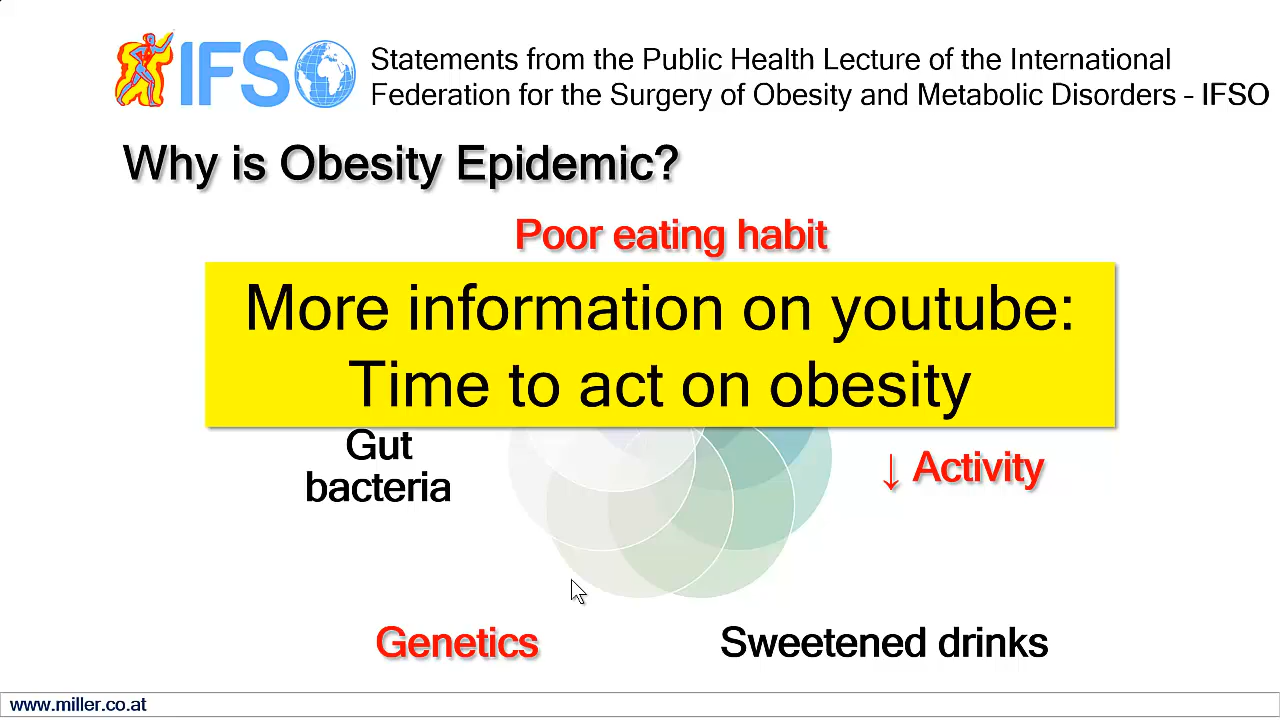 IFSO
Statements from the Public Health Lecture of the International
Federation for the Surgery of Obesity and Metabolic Disorders - IFSO
Why is Obesity Epidemic?
Poor eating habit
More information on youtube:
Time to act on obesity
Gut
bacteria
↓ Activity
Genetics
Sweetened drinks
www.miller.co.at